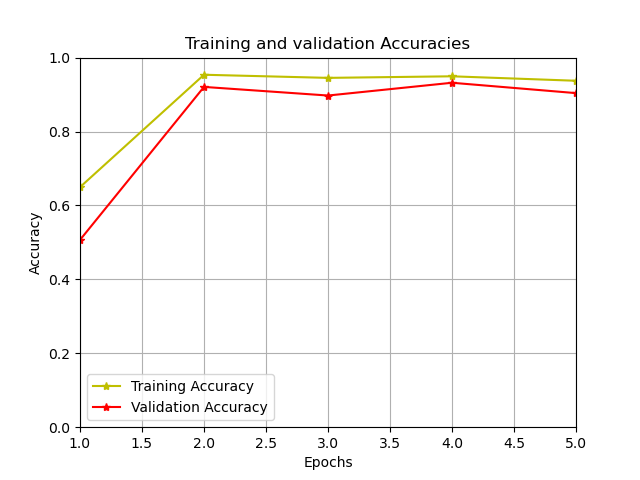 Training and validation Accuracies
1.0
0.8
0.6
0.4
0.2
0.0
Accuracy
Training Accuracy
Validation Accuracy
1.0 1.5 2.0 2.5 3.0 3.5 4.0 4.5 5.0
Epochs